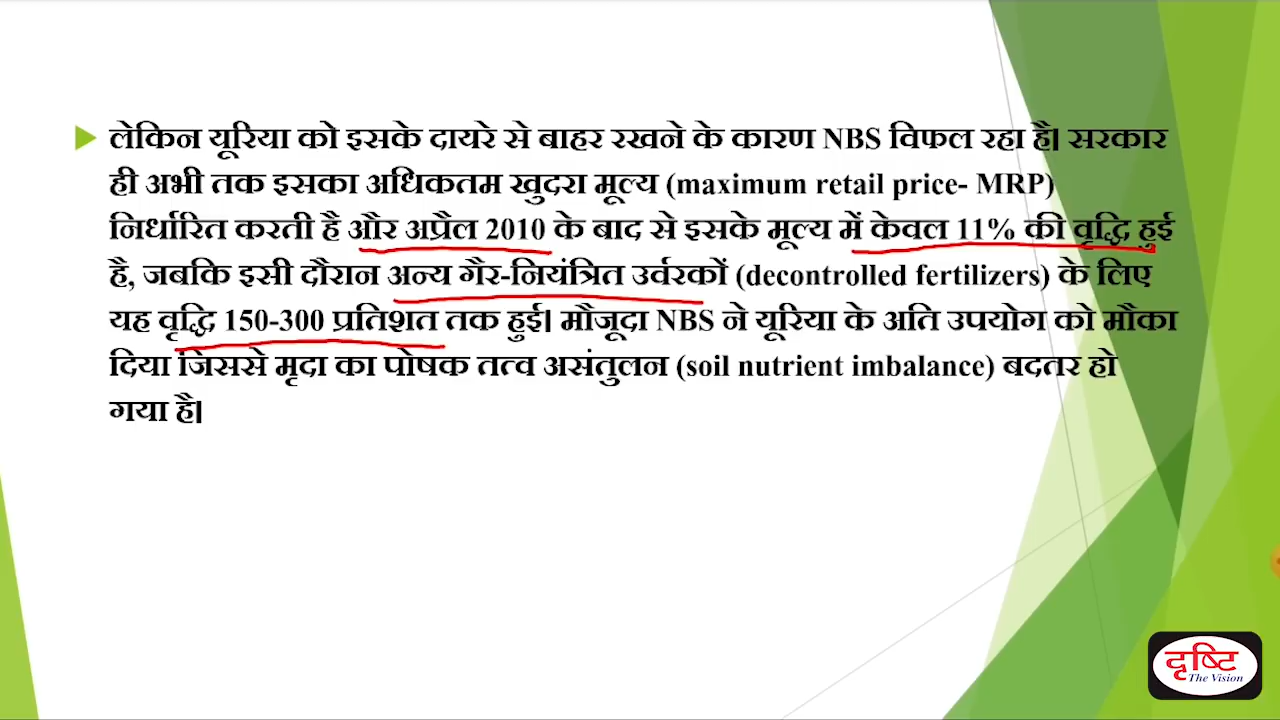 लेकिन यूरिया को इसके दायरे से बाहर रखने के कारण NBS विफल रहा है। सरकार
ही अभी तक इसका अधिकतम खुदरा मूल्य (maximum retail price- MRP)
निर्धारित करती है और अप्रैल 2010 के बाद से इसके मूल्य में केवल 11% की वृद्धि हुई
है, जबकि इसी दौरान अन्य गैर-नियंत्रित उर्वरकों (decontrolled fertilizers) के लिए
यह वृद्धि 150-300 प्रतिशत तक हुई। मौजूदा NBS ने यूरिया के अति उपयोग को मौका
दिया जिससे मृदा का पोषक तत्व असंतुलन (soil nutrient imbalance) बदतर हो
गया है।
दृष्टि
The Vision